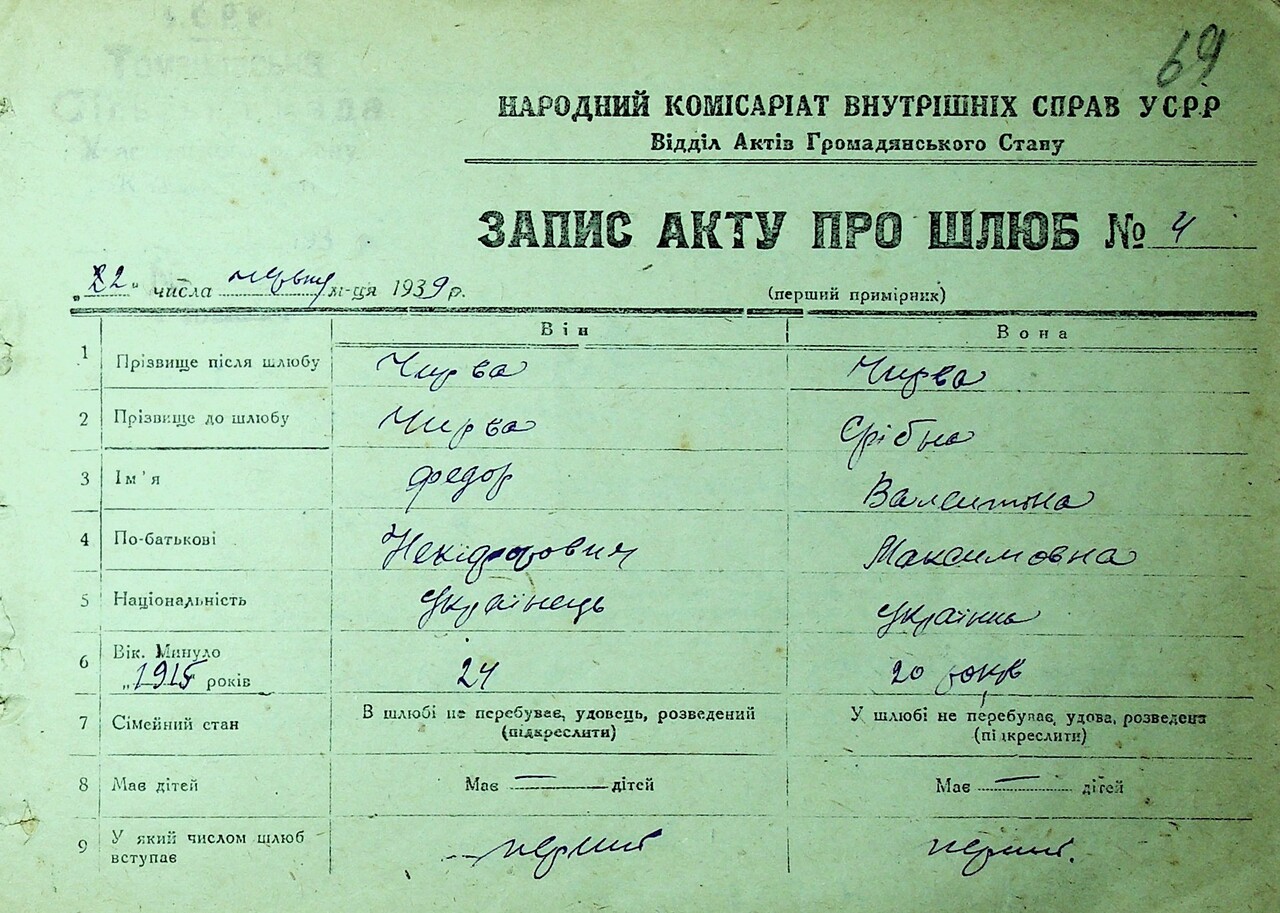 69
НАРОДНИЙ КОМІСАРІАТ ВНУТРІШНІХ СПРАВ УСРР
Відділ Актів Громадянського Стану
ЗАПИС АКТУ ПРО ШЛЮБ № 4
„22" числа червня м-ця 1939 р. (перший примірник)
Він Вона
1 Прізвище після шлюбу Чирва Чирва
2 Прізвище до шлюбу Чирва Срібна
3 Ім'я Федор Валентина
4 По-батькові Максимовна
5 Національність Українець Українка
6 Вік. Минуло
„1915" років 24 20 років
7 Сімейний стан В шлюбі не перебуває, удовець, розведений У шлюбі не перебуває, удова, розведена
(підкреслити) (підкреслити)
8 Має дітей Має — дітей Має — дітей
9 У який числом шлюб
вступає перший перший.